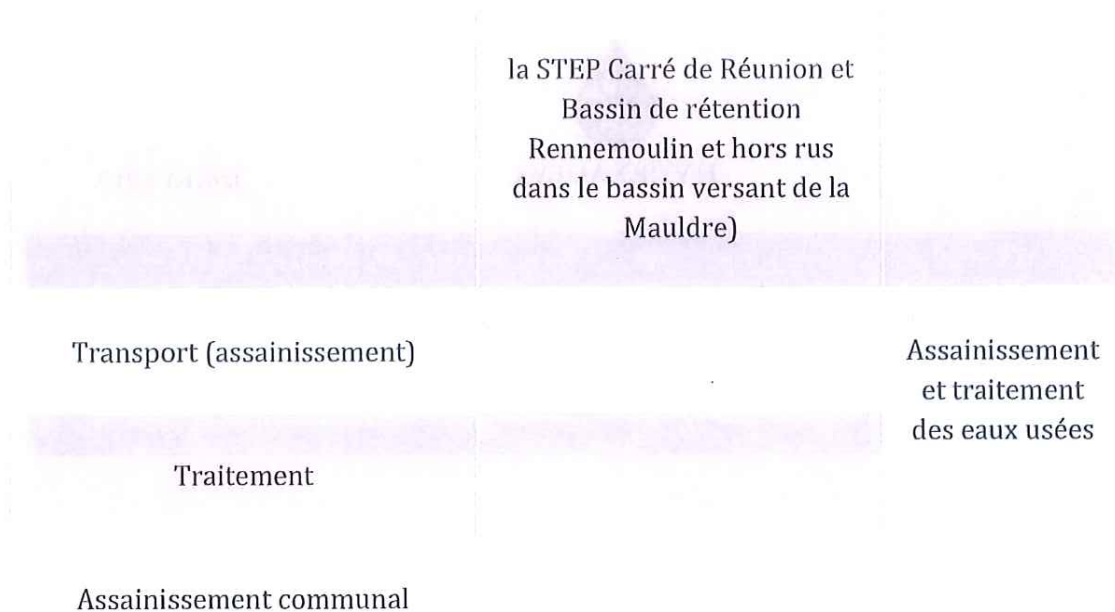 la STEP Carré de Réunion et
Bassin de rétention
Rennemoulin et hors rus
dans le bassin versant de la
Mauldre)
Transport (assainissement)
Assainissement
et traitement
des eaux usées
Traitement
Assainissement communal